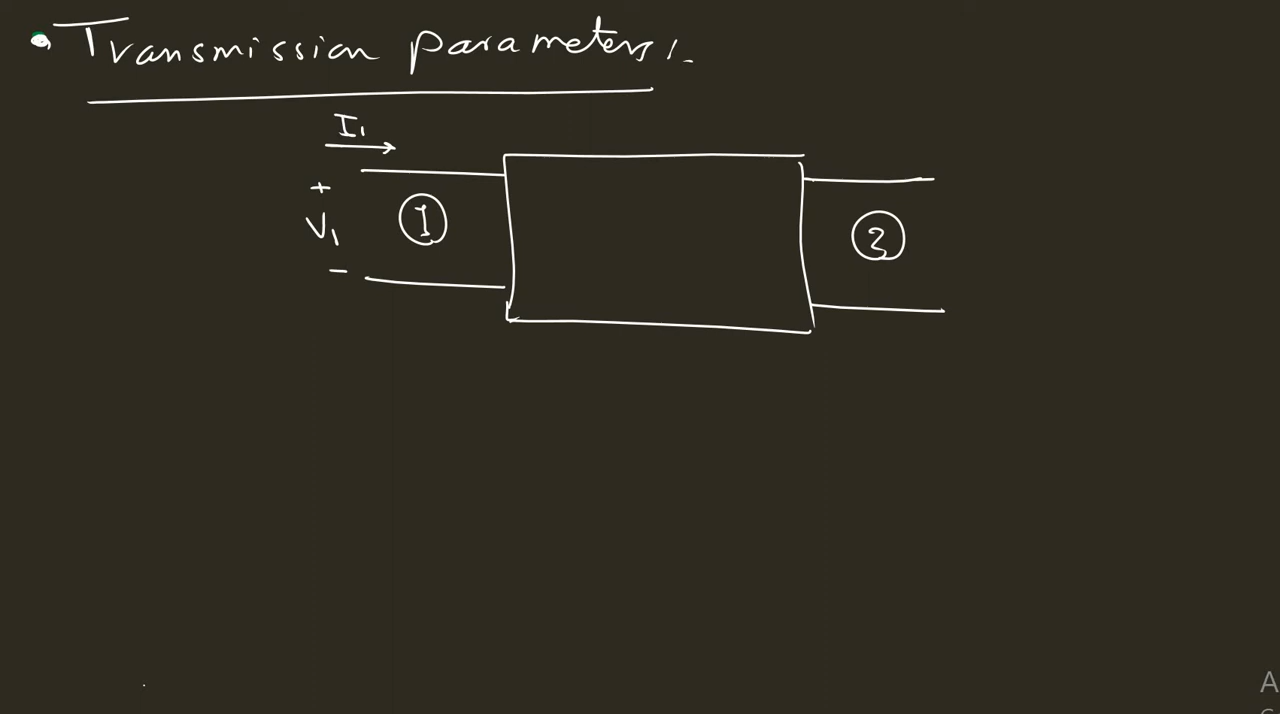 • Transmission parameters :-
I₁
+
V₁ ① ②
-
A